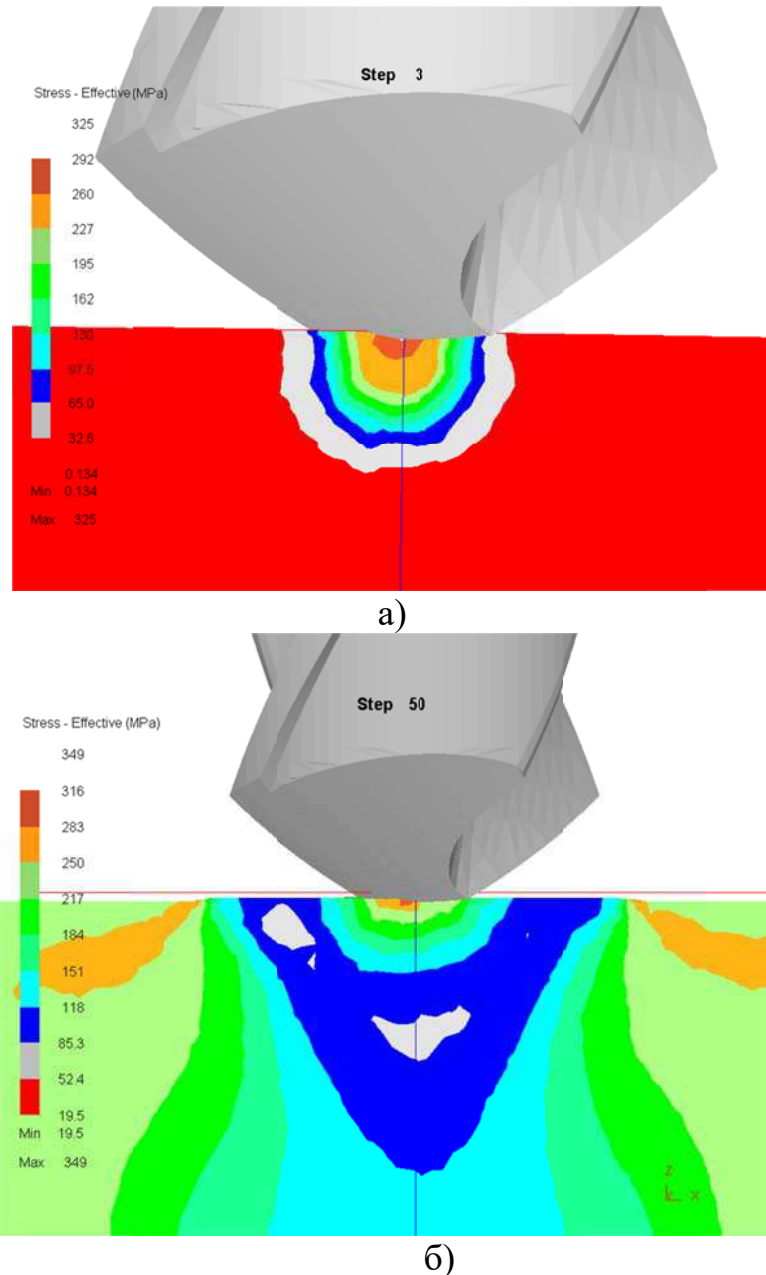 Step 3
Stress - Effective (MPa)
325
292
260
227
195
162
130
97.5
65.0
32.6
0.134
Min 0.134
Max 325
а)
Step 50
Stress - Effective (MPa)
349
316
283
250
217
184
151
118
85.3
52.4
19.5
Min 19.5
Max 349
z
x
б)